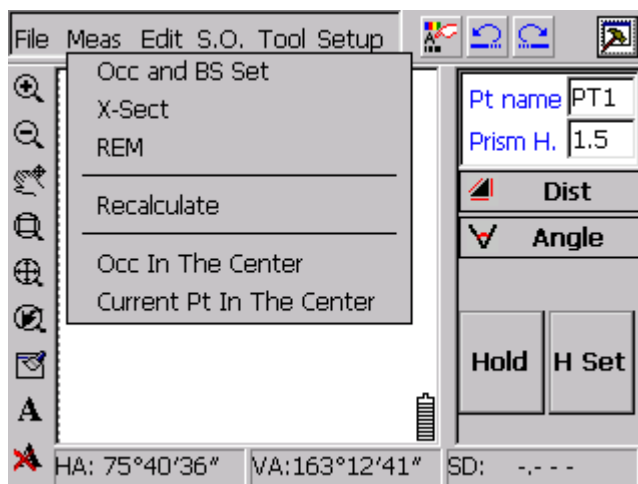 File Meas Edit S.O. Tool Setup
Occ and BS Set
X-Sect
REM
Recalculate
Occ In The Center
Current Pt In The Center
Pt name PT1
Prism H. 1.5
Dist
Angle
Hold H Set
A
HA: 75°40′36″ VA:163°12′41″ SD: -.- - -